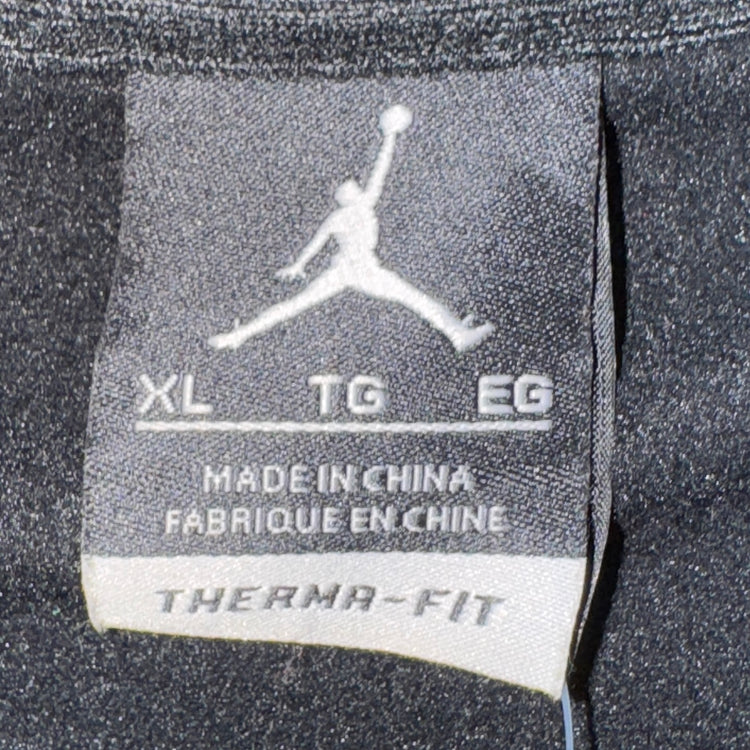 XL TG EG
MADE IN CHINA
FABRIQUE EN CHINE
THERMA-FIT